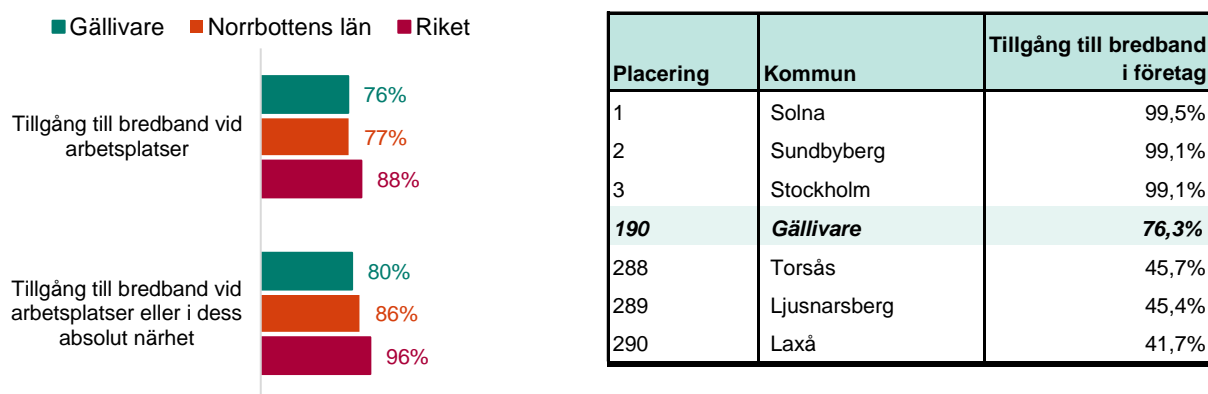 Gällivare Norrbottens län Riket
Tillgång till bredband vid
arbetsplatser
76%
77%
88%
Tillgång till bredband vid
arbetsplatser eller i dess
absolut närhet
80%
86%
96%
Placering Kommun Tillgång till bredband
i företag
1 Solna 99,5%
2 Sundbyberg 99,1%
3 Stockholm 99,1%
190 Gällivare 76,3%
288 Torsås 45,7%
289 Ljusnarsberg 45,4%
290 Laxå 41,7%